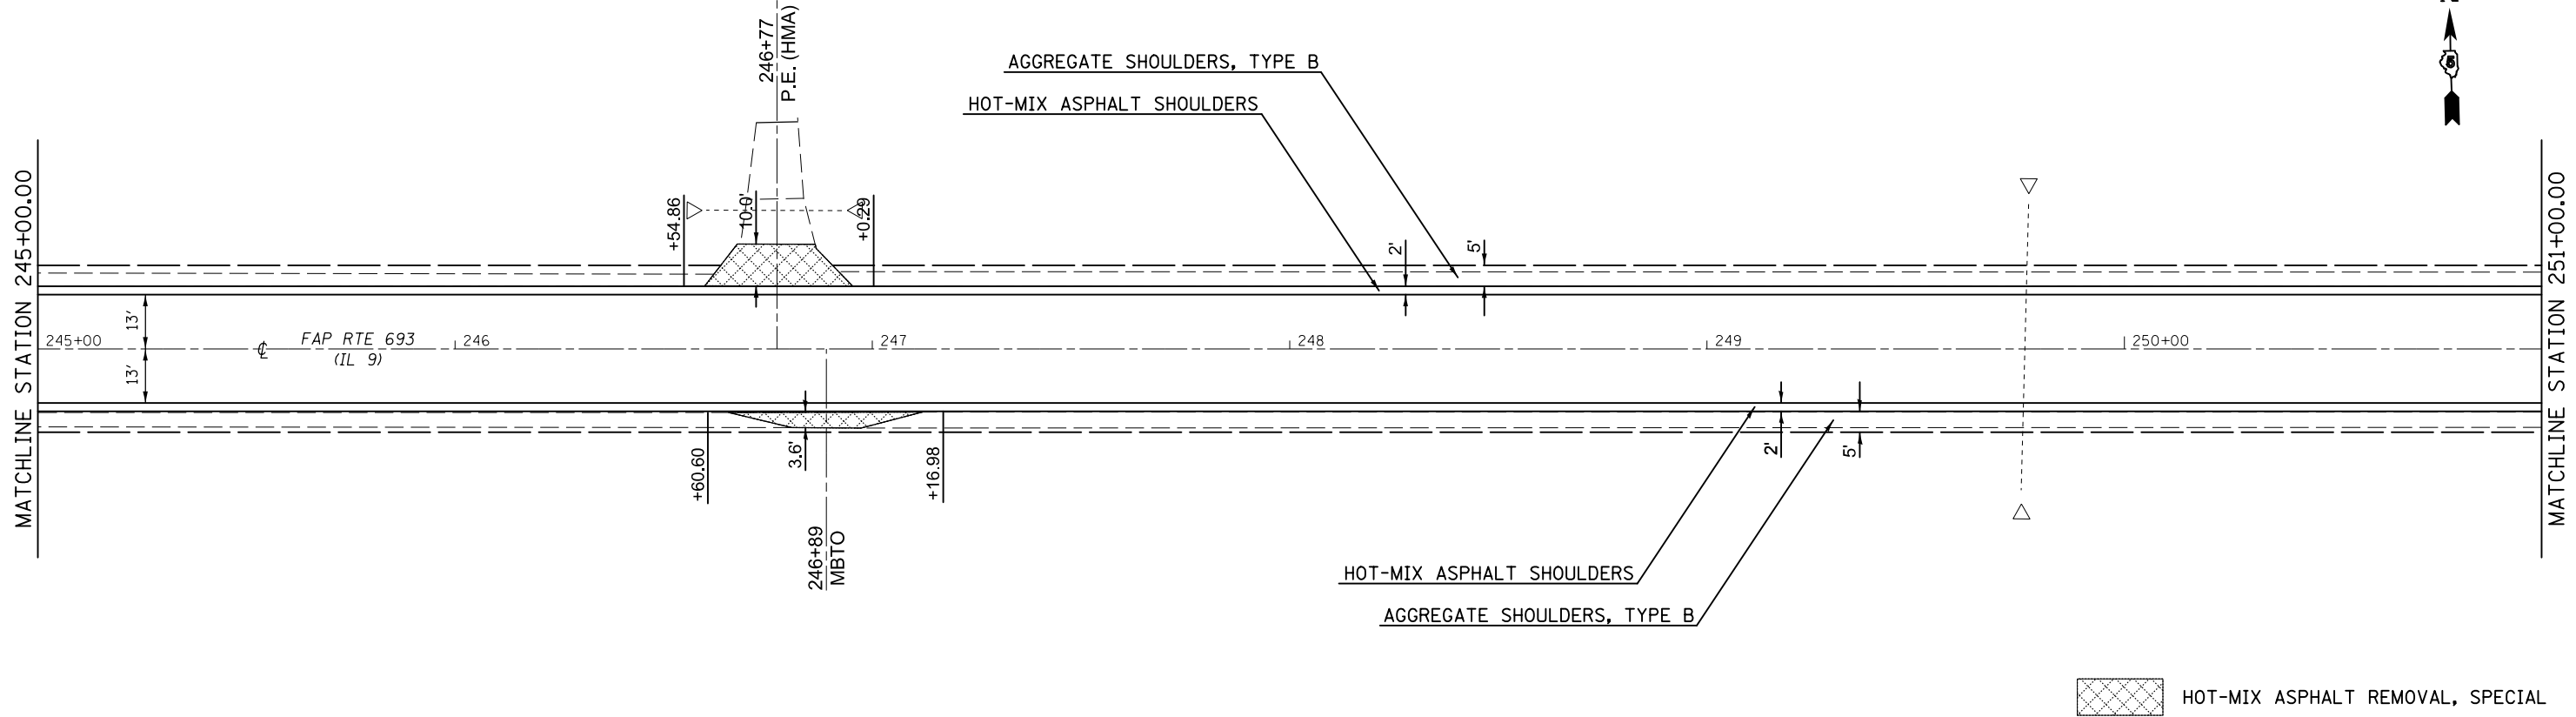 N
5
246+77
P.E. (HMA)
AGGREGATE SHOULDERS, TYPE B
HOT-MIX ASPHALT SHOULDERS
MATCHLINE STATION 245+00.00
MATCHLINE STATION 251+00.00
+54.86
10.0'
+0.29
2'
5'
13'
245+00
FAP RTE 693
(IL 9)
246
247
248
249
250+00
13'
+60.60
3.6'
+16.98
2'
5'
246+89
MBTO
HOT-MIX ASPHALT SHOULDERS
AGGREGATE SHOULDERS, TYPE B
HOT-MIX ASPHALT REMOVAL, SPECIAL